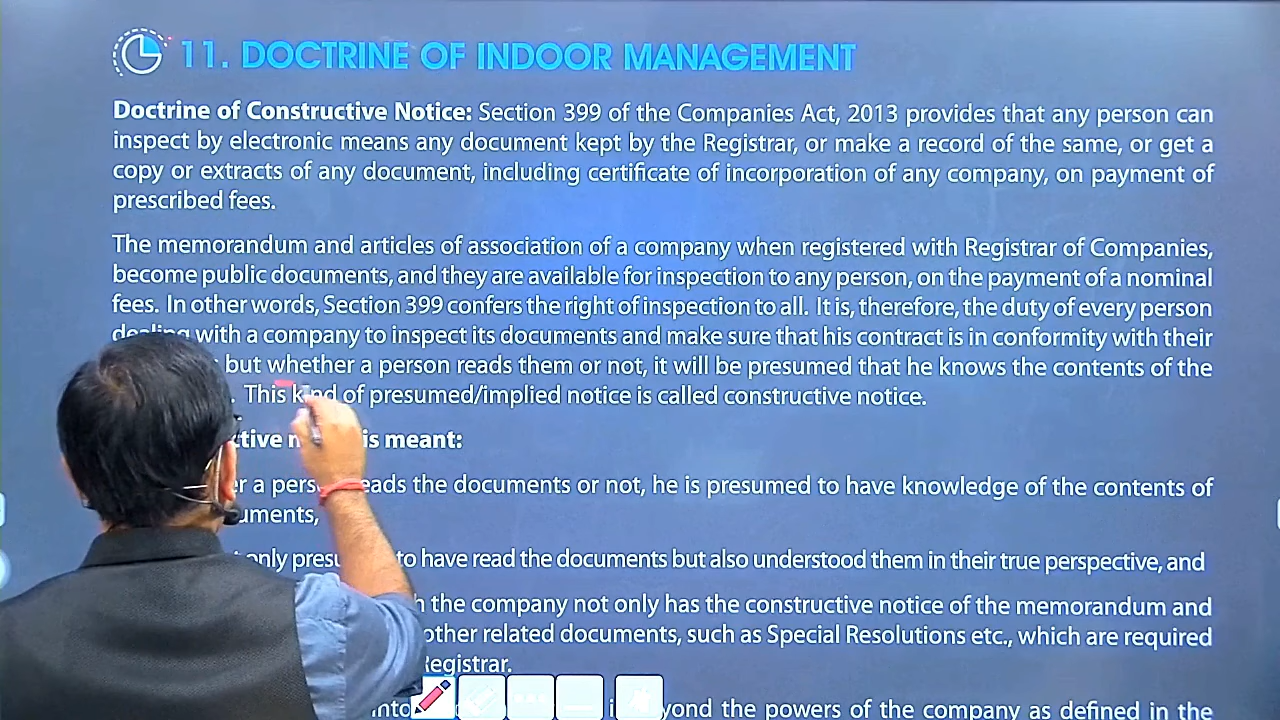 11. DOCTRINE OF INDOOR MANAGEMENT
Doctrine of Constructive Notice: Section 399 of the Companies Act, 2013 provides that any person can
inspect by electronic means any document kept by the Registrar, or make a record of the same, or get a
copy or extracts of any document, including certificate of incorporation of any company, on payment of
prescribed fees.
The memorandum and articles of association of a company when registered with Registrar of Companies,
become public documents, and they are available for inspection to any person, on the payment of a nominal
fees. In other words, Section 399 confers the right of inspection to all. It is, therefore, the duty of every person
dealing with a company to inspect its documents and make sure that his contract is in conformity with their
but whether a person reads them or not, it will be presumed that he knows the contents of the
This kind of presumed/implied notice is called constructive notice.
is meant:
a reads the documents or not, he is presumed to have knowledge of the contents of
only to have read the documents but also understood them in their true perspective, and
the company not only has the constructive notice of the memorandum and
other related documents, such as Special Resolutions etc., which are required
Registrar.
the powers of the company as defined in the